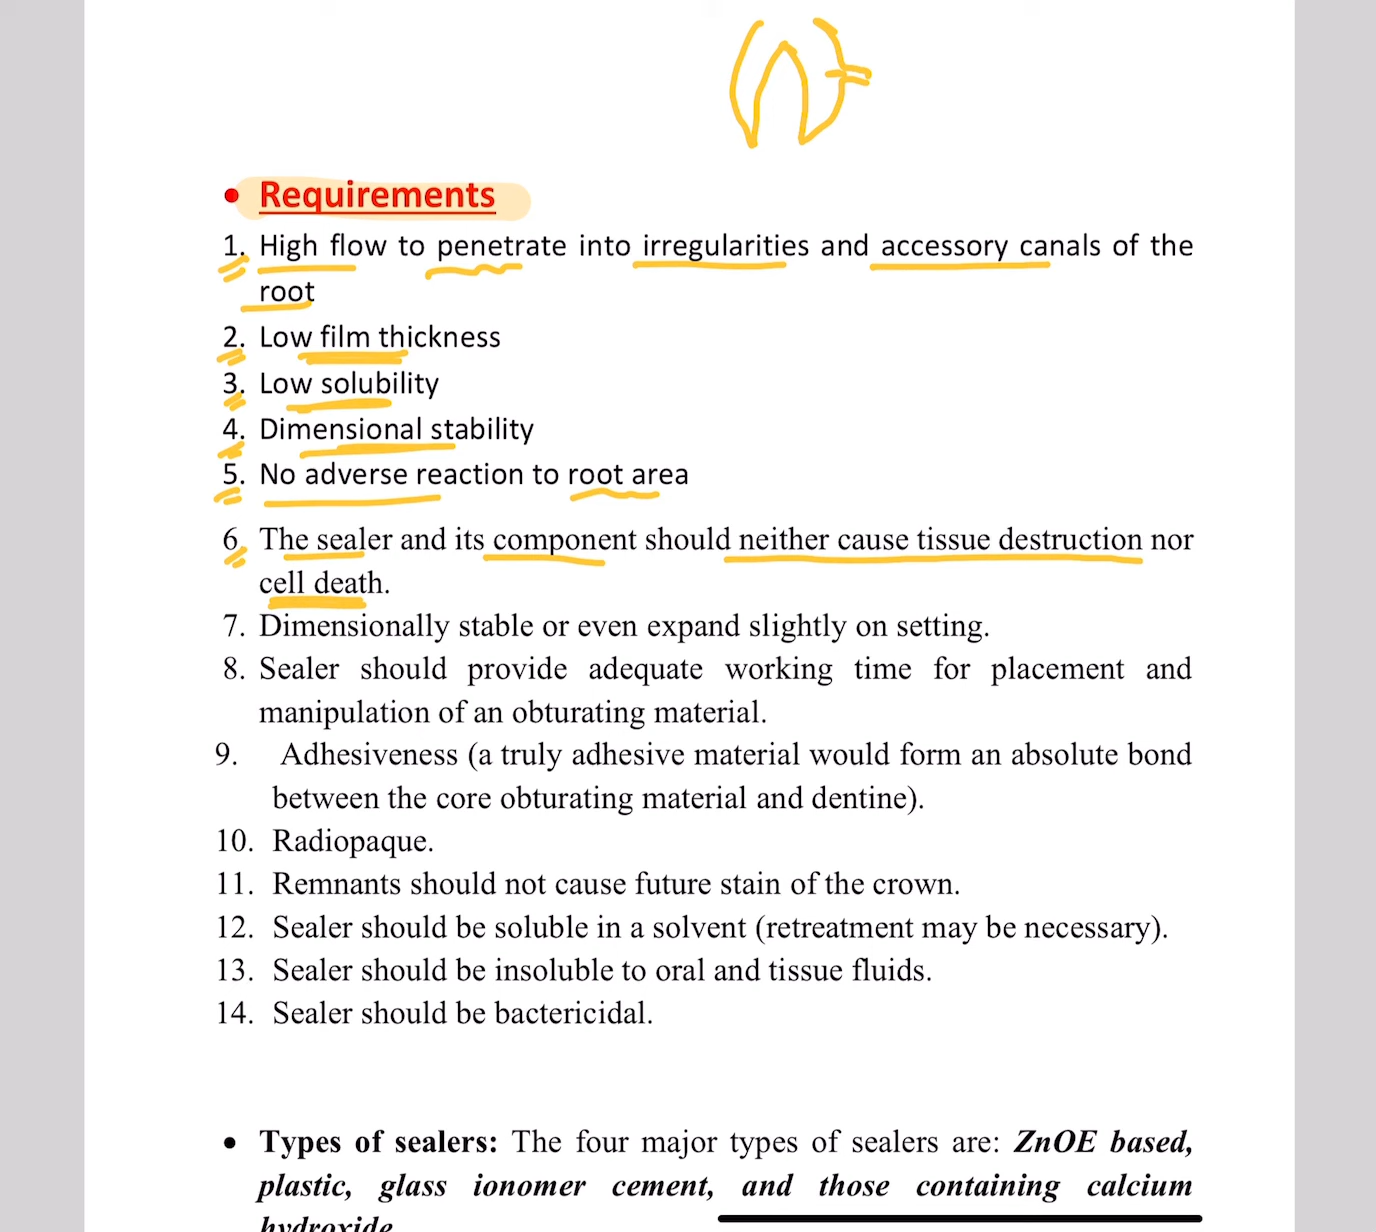 • Requirements
1. High flow to penetrate into irregularities and accessory canals of the
root
2. Low film thickness
3. Low solubility
4. Dimensional stability
5. No adverse reaction to root area
6. The sealer and its component should neither cause tissue destruction nor
cell death.
7. Dimensionally stable or even expand slightly on setting.
8. Sealer should provide adequate working time for placement and
manipulation of an obturating material.
9. Adhesiveness (a truly adhesive material would form an absolute bond
between the core obturating material and dentine).
10. Radiopaque.
11. Remnants should not cause future stain of the crown.
12. Sealer should be soluble in a solvent (retreatment may be necessary).
13. Sealer should be insoluble to oral and tissue fluids.
14. Sealer should be bactericidal.
• Types of sealers: The four major types of sealers are: ZnOE based,
plastic, glass ionomer cement, and those containing calcium
hydroxide